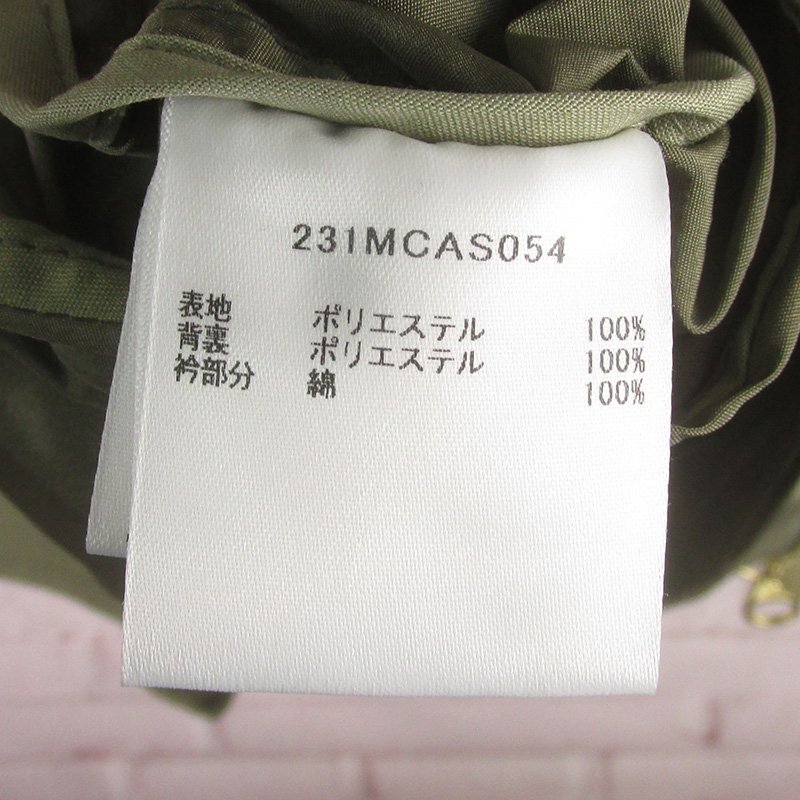 231MCAS054
表地 ポリエステル 100%
背裏 ポリエステル 100%
衿部分 綿 100%